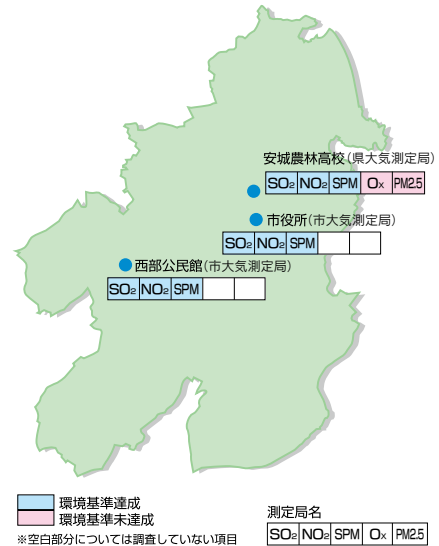 安城農林高校(県大気測定局)
SO₂ NO₂ SPM Ox PM2.5
市役所(市大気測定局)
SO₂ NO₂ SPM
西部公民館(市大気測定局)
SO₂ NO₂ SPM
環境基準達成
環境基準未達成
※空白部分については調査していない項目
測定局名
SO₂ NO₂ SPM Ox PM2.5